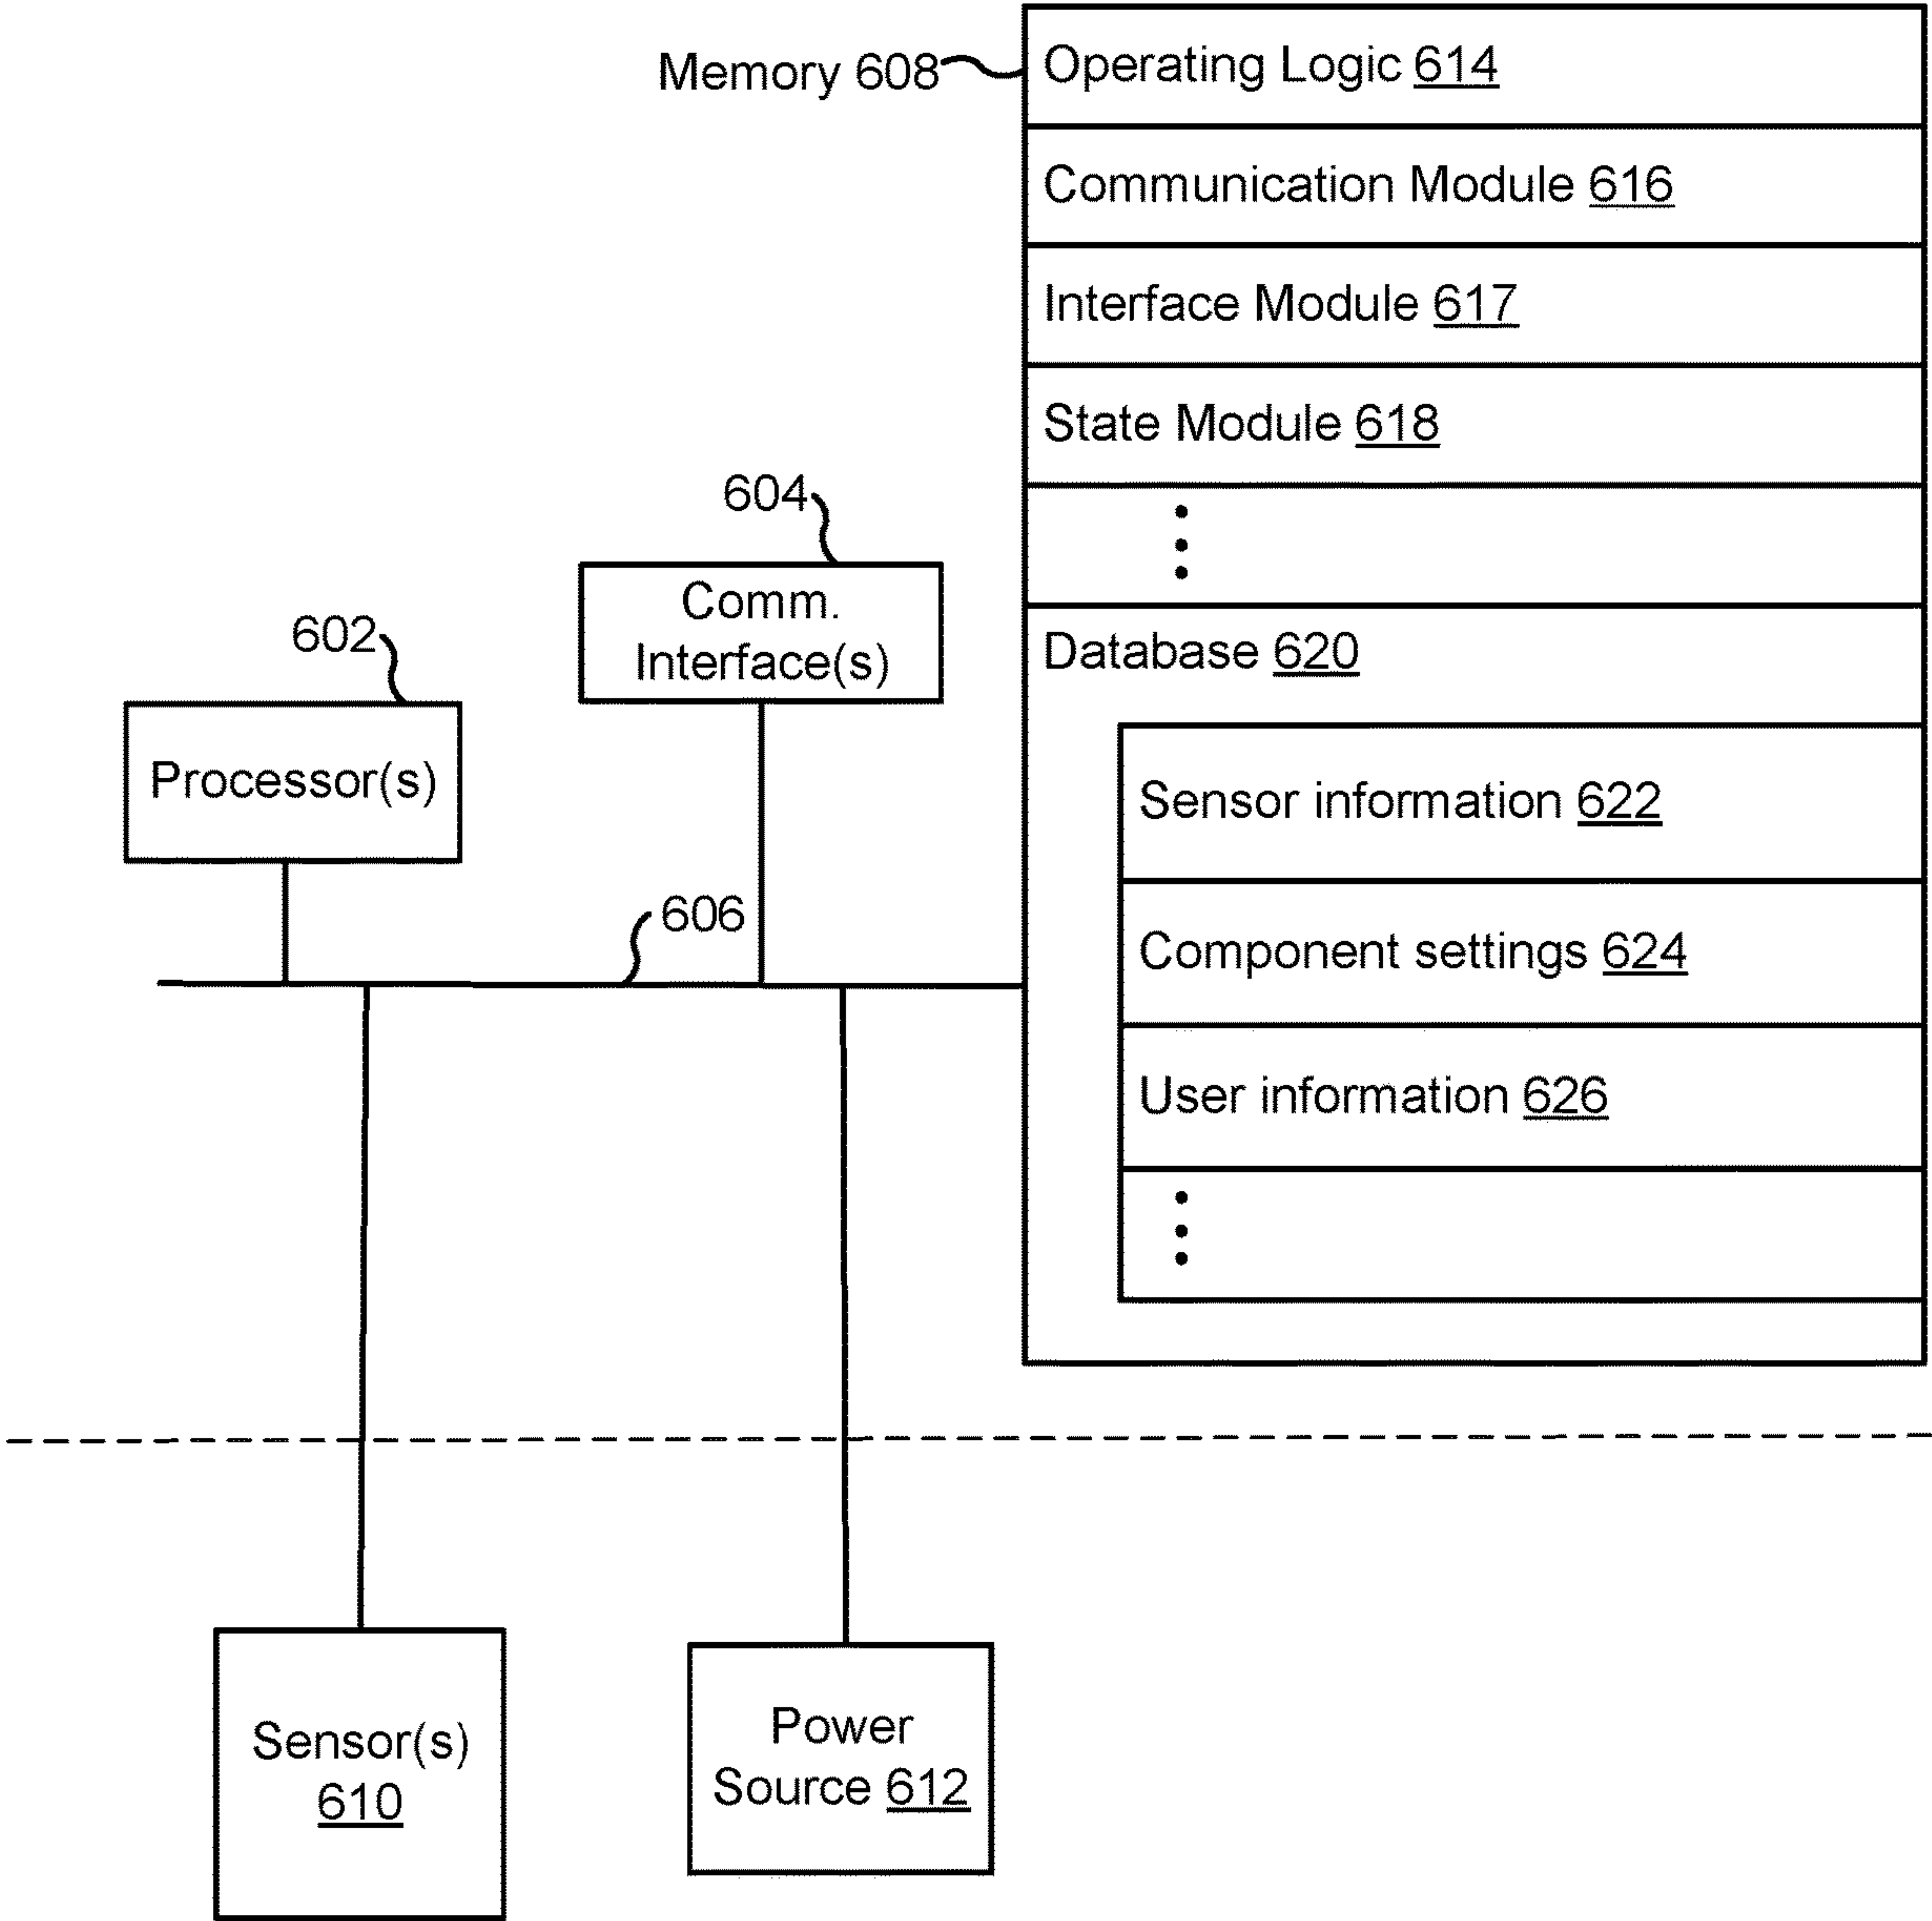 Memory 608
Operating Logic 614
Communication Module 616
Interface Module 617
State Module 618
604
Comm.
Interface(s)
602
Processor(s)
606
Database 620
Sensor information 622
Component settings 624
User information 626
Sensor(s)
610
Power
Source 612